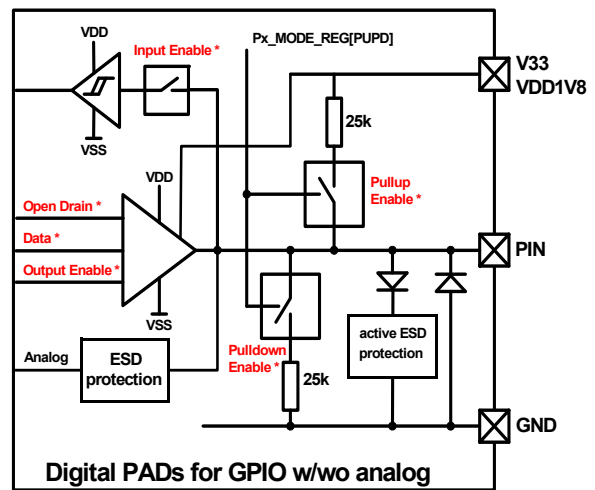 VDD
Input Enable *
Px_MODE_REG[PUPD]
V33
VDD1V8
VSS
25k
Pullup
Enable *
Open Drain *
VDD
Data *
Output Enable *
PIN
VSS
Analog
ESD
protection
Pulldown
Enable *
25k
active ESD
protection
GND
Digital PADs for GPIO w/wo analog